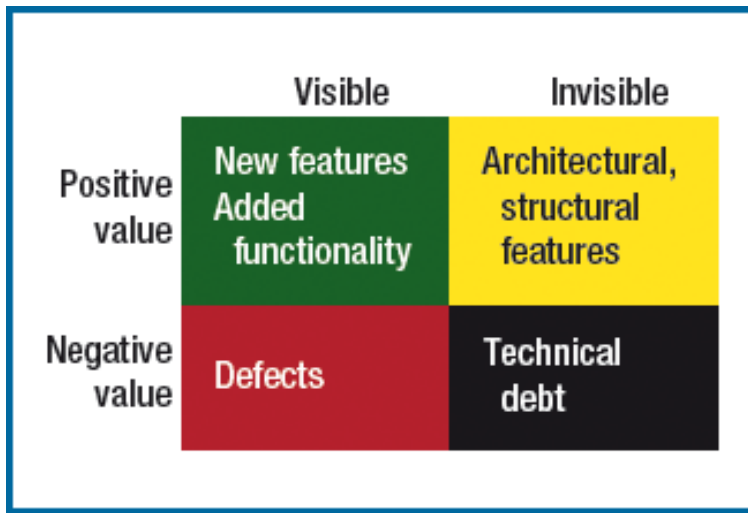 Visible Invisible
Positive
value
New features
Added
functionality
Architectural,
structural
features
Negative
value
Defects
Technical
debt